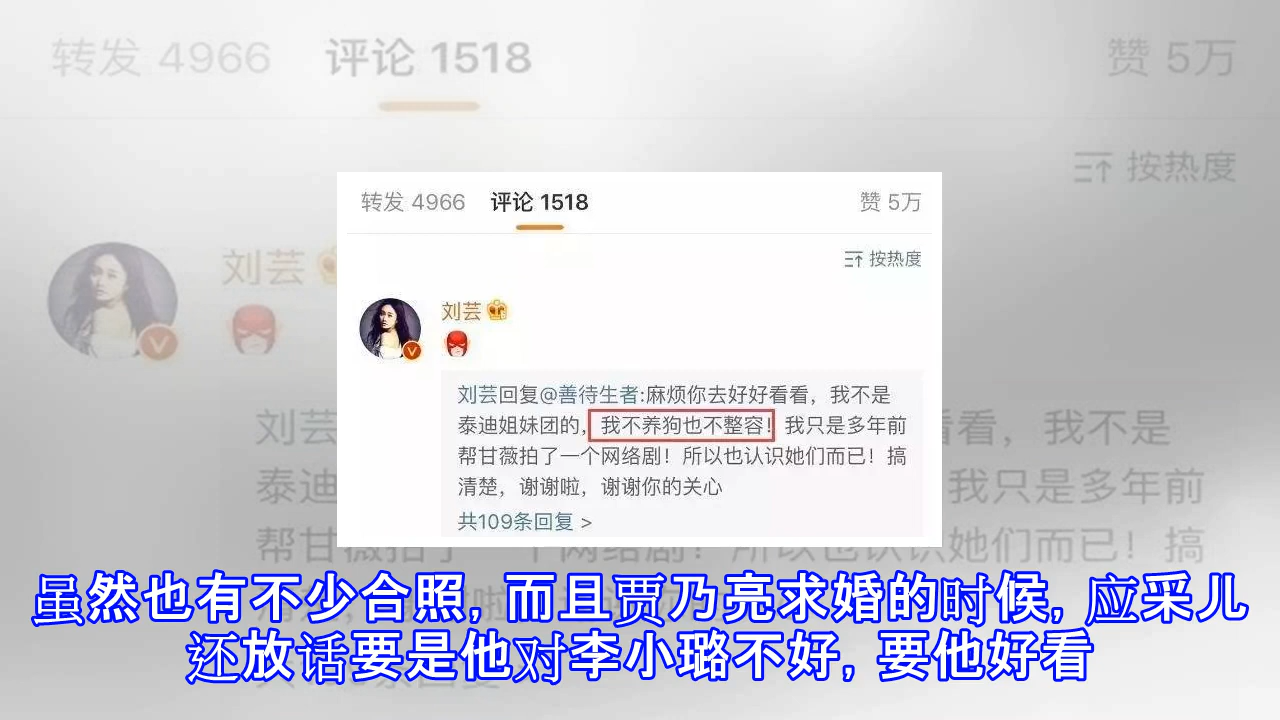 转发 4966 评论 1518 赞 5万
按热度
刘芸
刘芸回复@善待生者:麻烦你去好好看看，我不是
泰迪姐妹团的，我不养狗也不整容！我只是多年前
帮甘薇拍了一个网络剧！所以也认识她们而已！搞
清楚，谢谢啦，谢谢你的关心
共109条回复 >
虽然也有不少合照, 而且贾乃亮求婚的时候, 应采儿
还放话要是他对李小璐不好, 要他好看